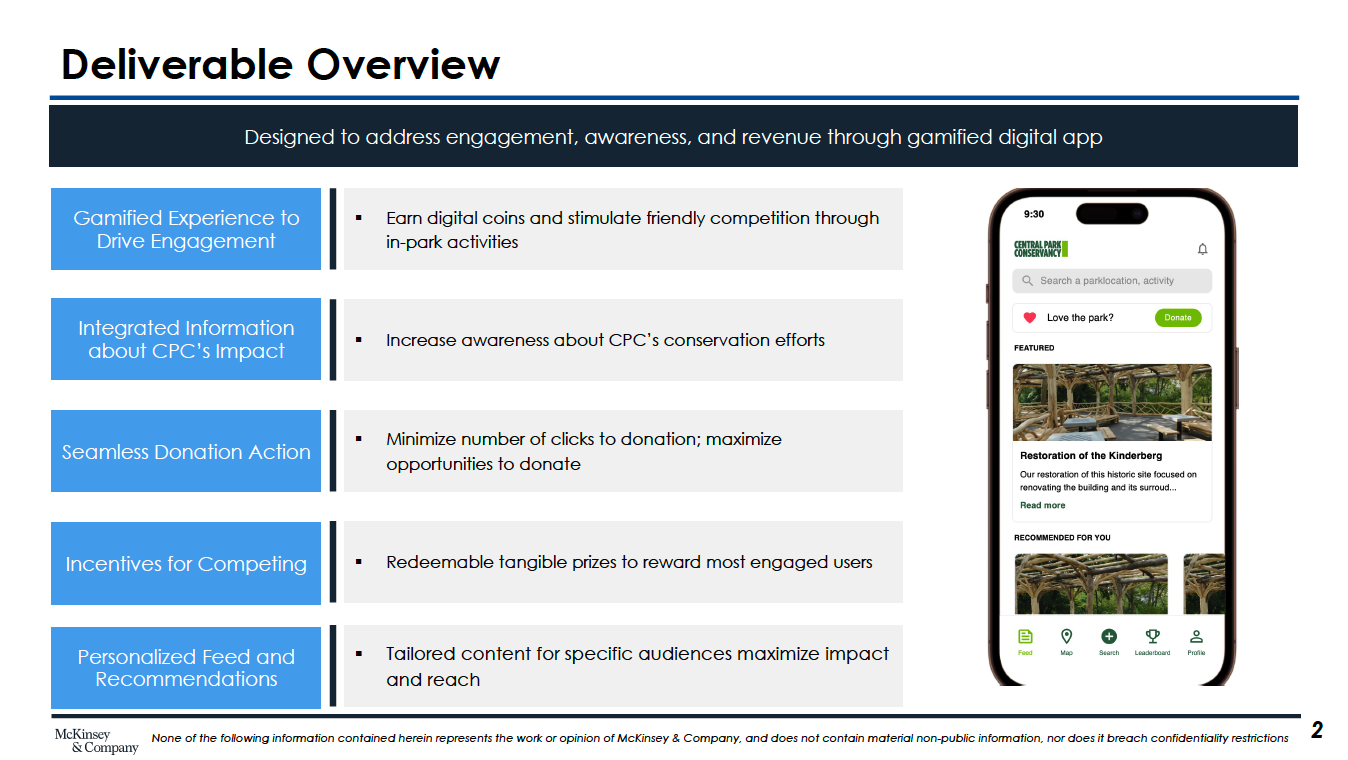 Deliverable Overview
Designed to address engagement, awareness, and revenue through gamified digital app
Gamified Experience to
Drive Engagement
▪ Earn digital coins and stimulate friendly competition through
in-park activities
Integrated Information
about CPC’s Impact
▪ Increase awareness about CPC’s conservation efforts
Seamless Donation Action
▪ Minimize number of clicks to donation; maximize
opportunities to donate
Incentives for Competing
▪ Redeemable tangible prizes to reward most engaged users
Personalized Feed and
Recommendations
▪ Tailored content for specific audiences maximize impact
and reach
9:30
CENTRAL PARK
CONSERVANCY
Search a parklocation, activity
Love the park? Donate
FEATURED
Restoration of the Kinderberg
Our restoration of this historic site focused on
renovating the building and its surroud...
Read more
RECOMMENDED FOR YOU
Feed Map Search Leaderboard Profile
McKinsey
& Company
None of the following information contained herein represents the work or opinion of McKinsey & Company, and does not contain material non-public information, nor does it breach confidentiality restrictions
2